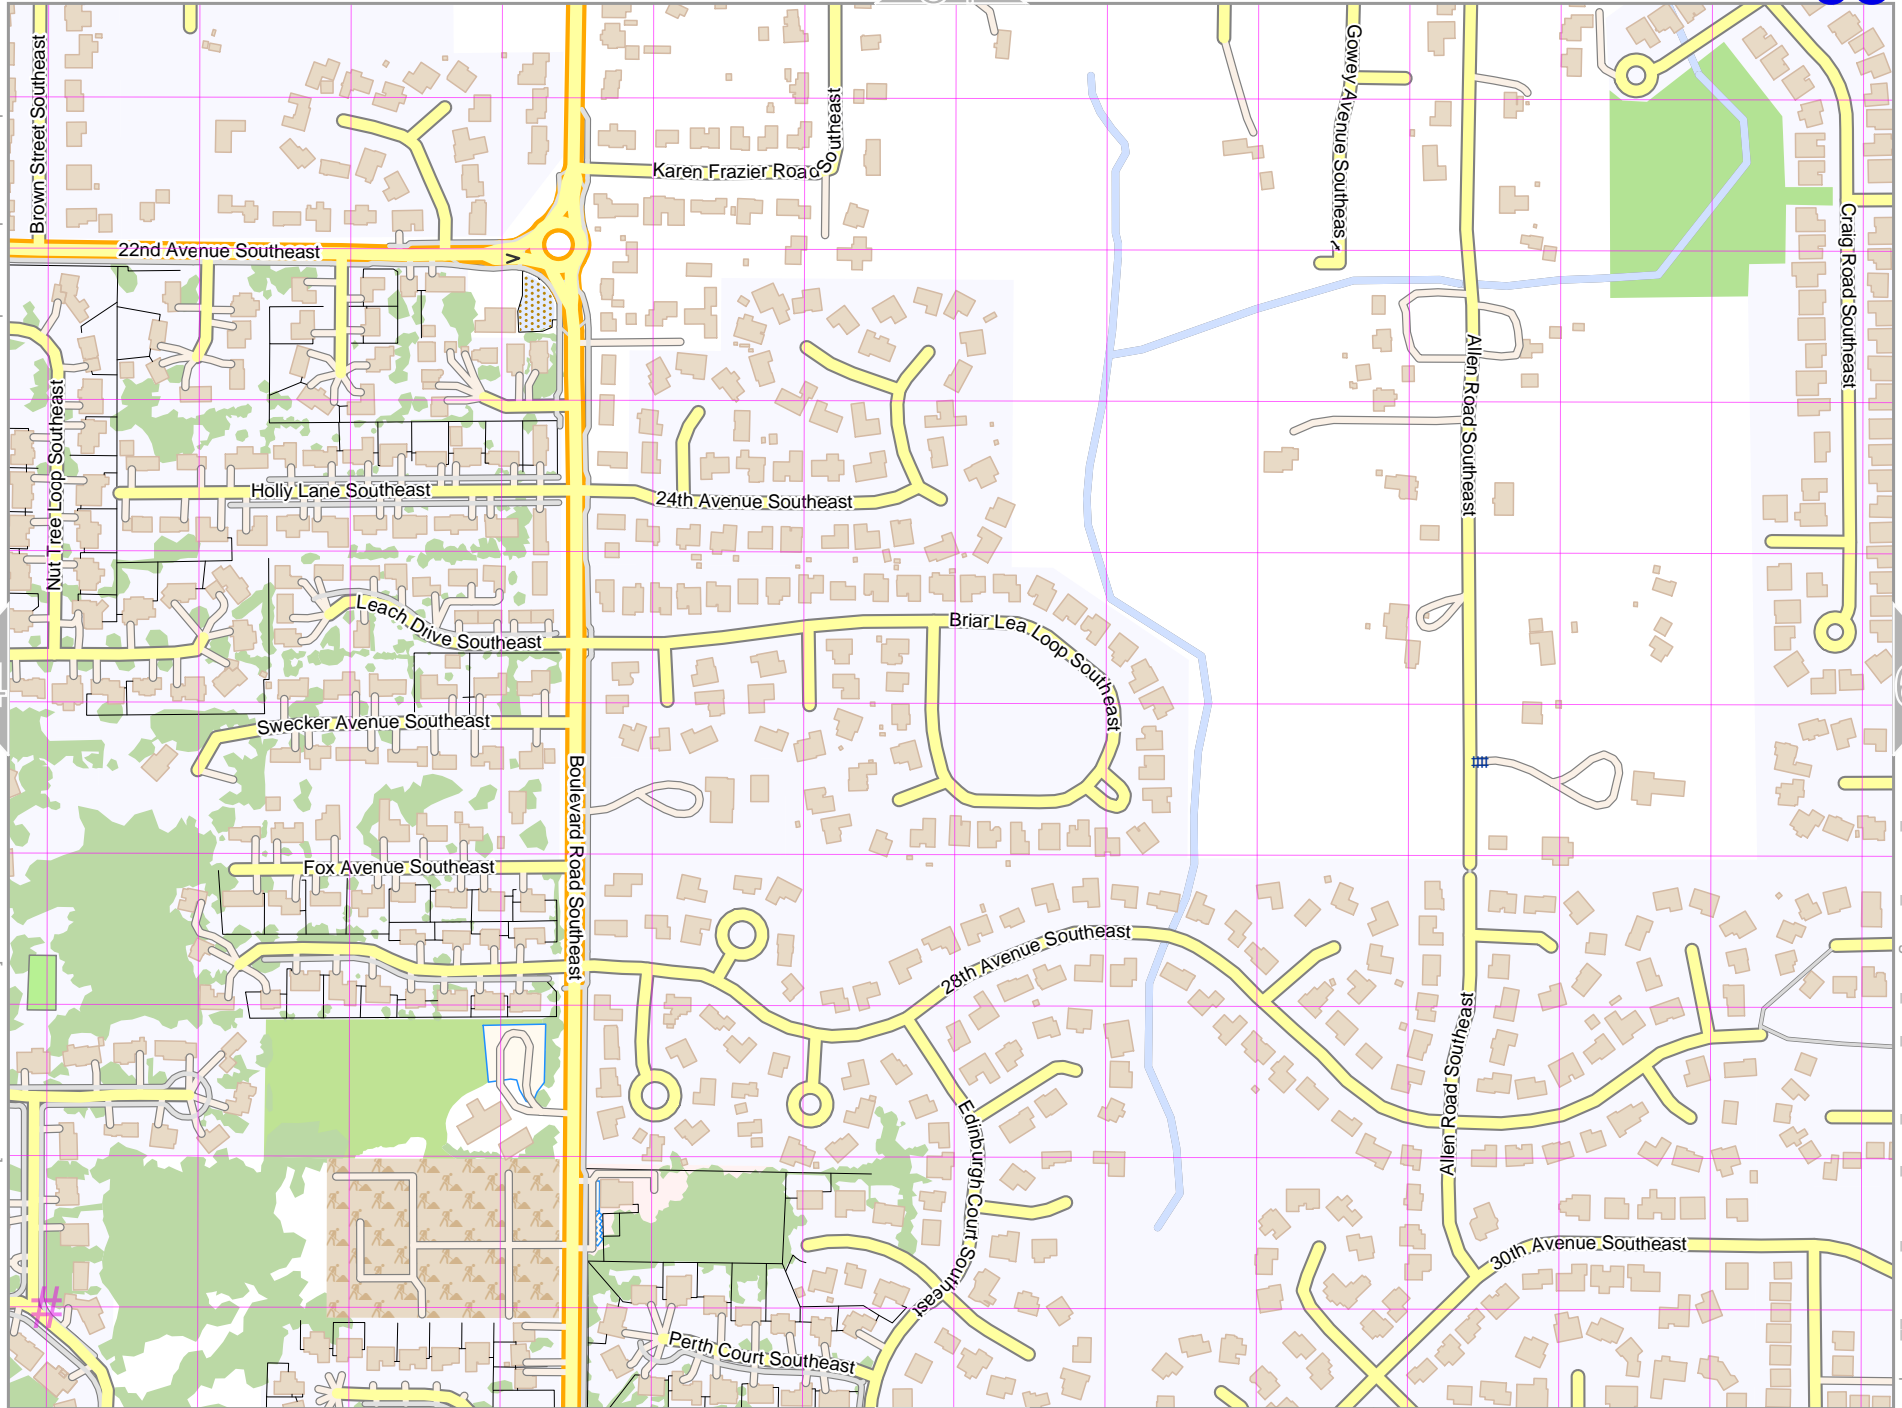 Brown Street Southeast
Gowey Avenue Southeas
Karen Frazier Road Southeast
22nd Avenue Southeast
V
Craig Road Southeast
Nut Tree Loop Southeast
Allen Road Southeast
Holly Lane Southeast
24th Avenue Southeast
Leach Drive Southeast
Briar Lea Loop Southeast
Swecker Avenue Southeast
Boulevard Road Southeast
Fox Avenue Southeast
28th Avenue Southeast
Allen Road Southeast
Edinburgh Court Southeast
30th Avenue Southeast
#
Perth Court Southeast